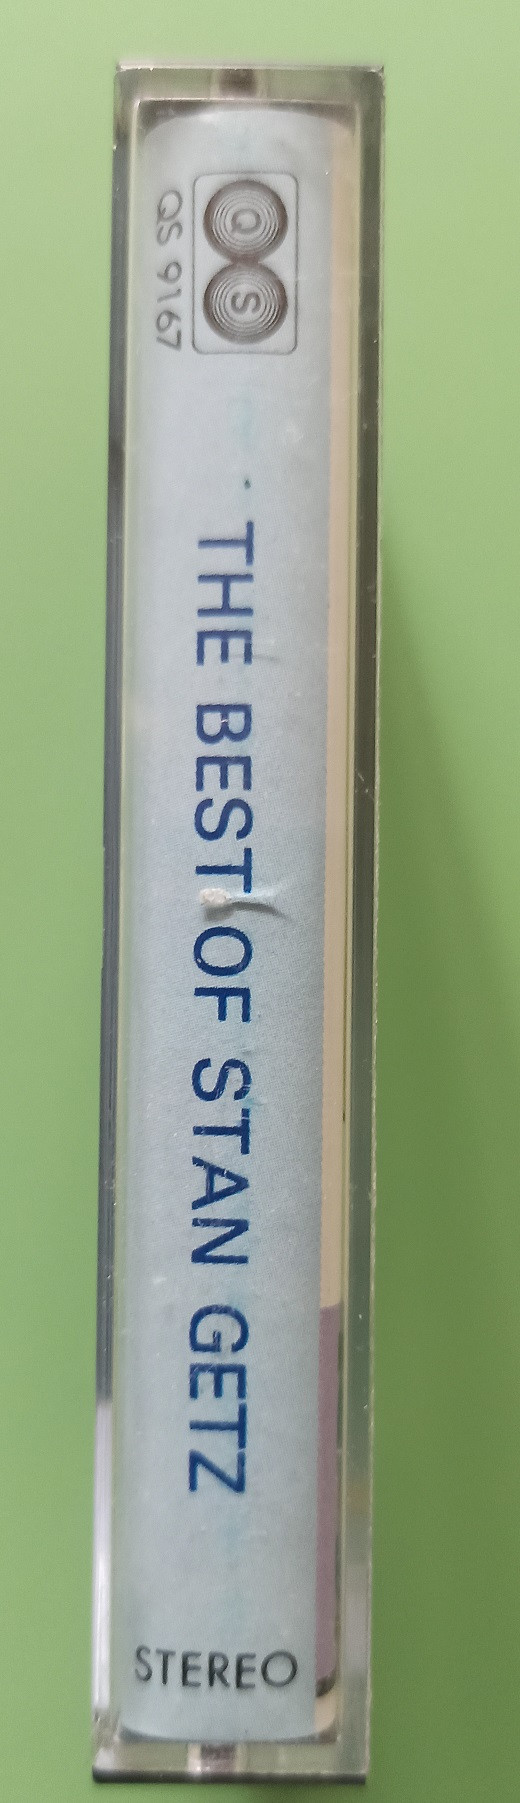 Q S
QS 9167
THE BEST OF STAN GETZ
STEREO